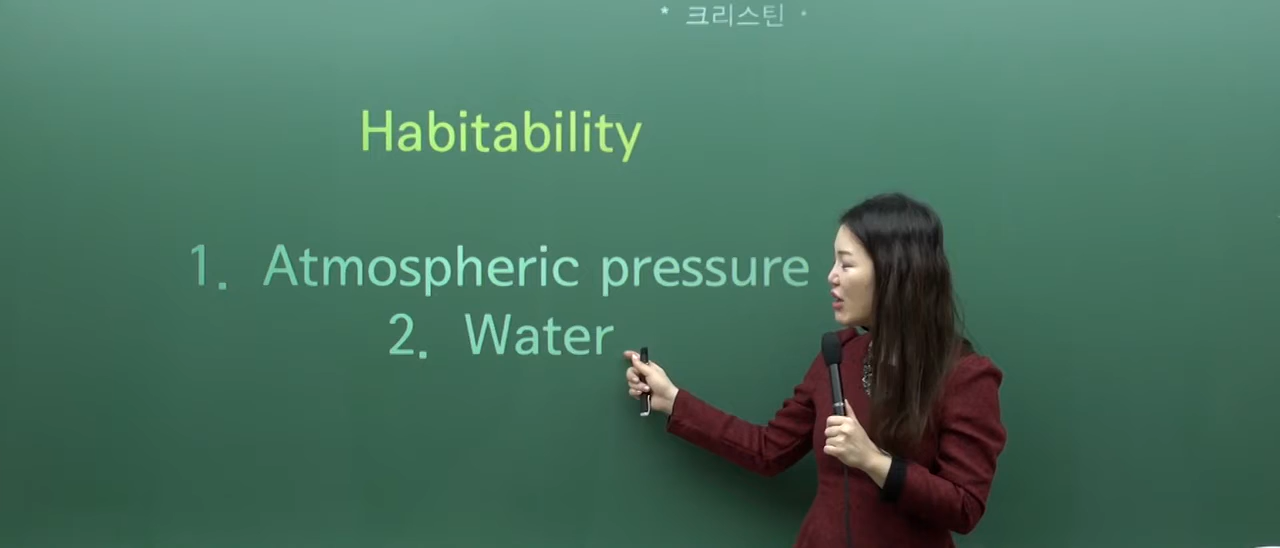 * 크리스틴 *
Habitability
1. Atmospheric pressure
2. Water